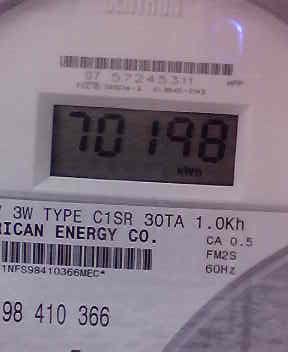 CENTRON
07 57245311
70198
kWh
3W TYPE C1SR 30TA 1.0Kh
RICAN ENERGY CO.
CA 0.5
FM2S
60Hz
1NFS98410366MEC*
98 410 366